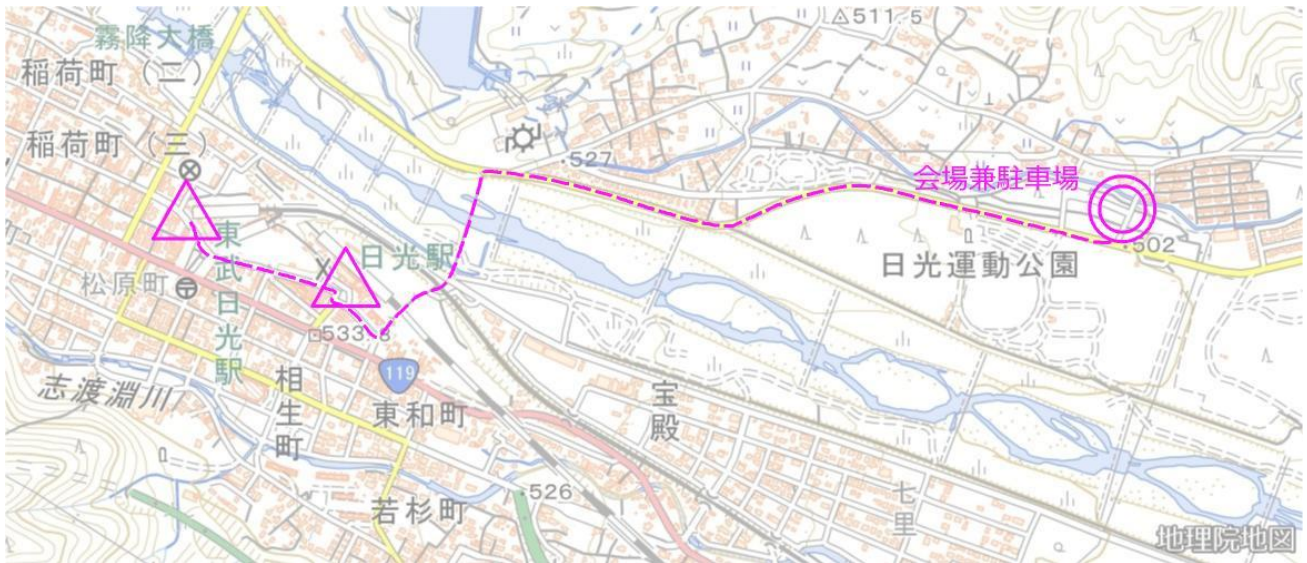 511.5
霧降大橋
稲荷町(二)
稲荷町(三)
527
会場兼駐車場
東武日光駅
日光駅
502
日光運動公園
松原町
533.8
119
志渡淵川
相生町
東和町
宝殿
526
若杉町
七里
地理院地図